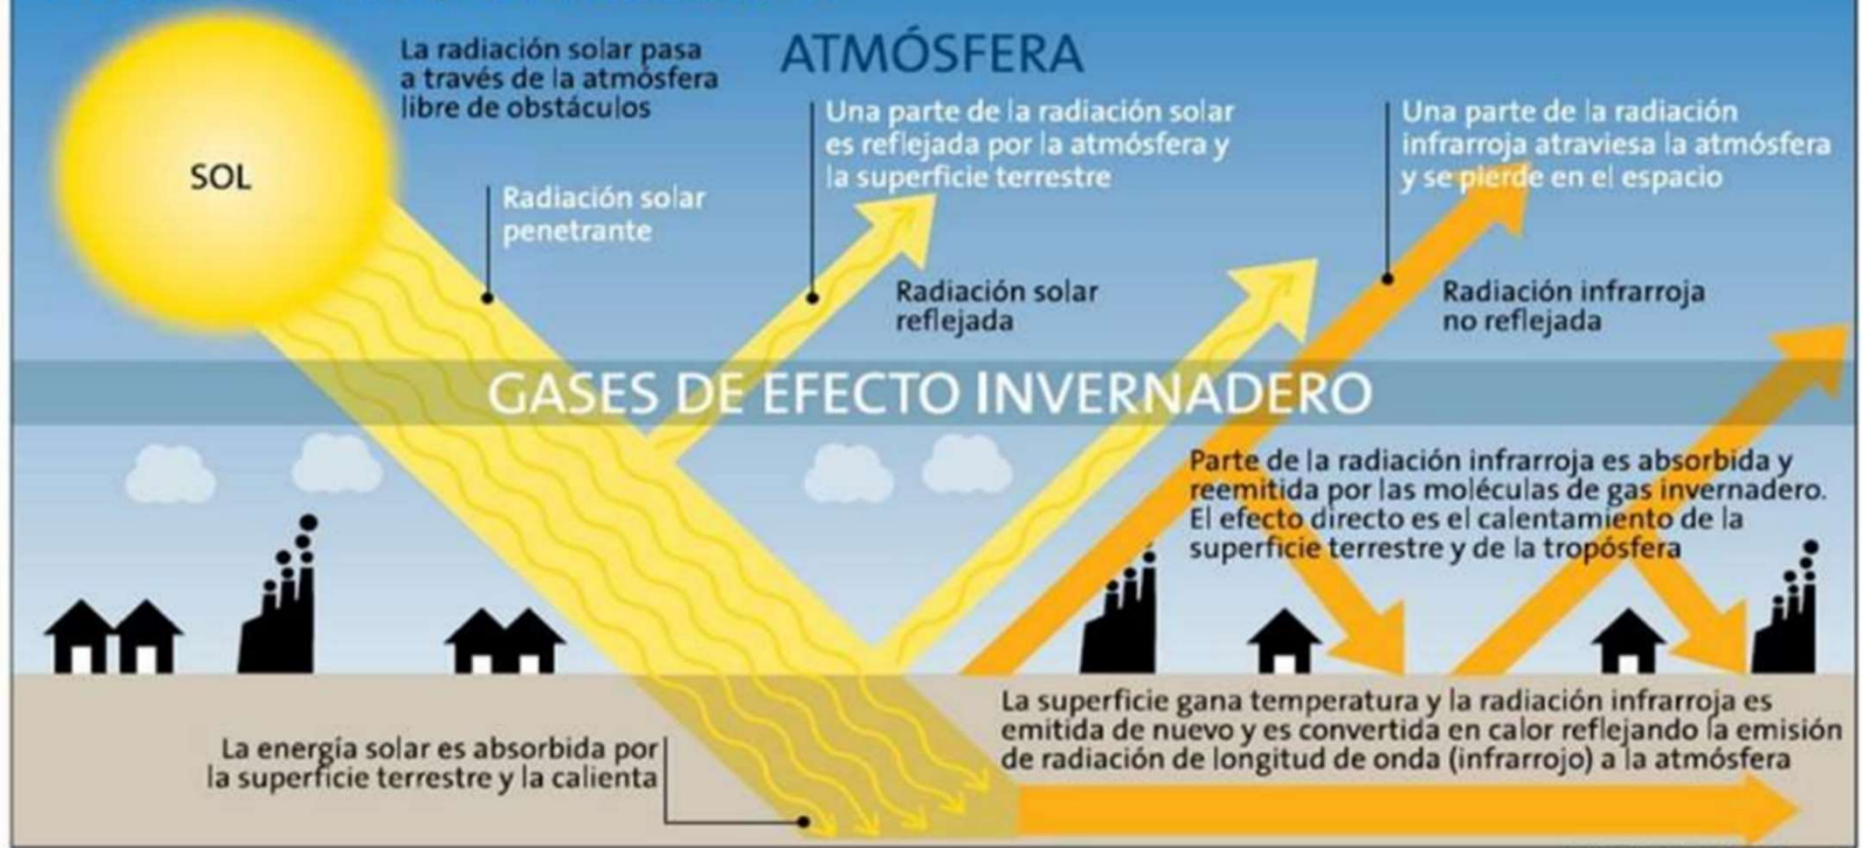 SOL
La radiación solar pasa
a través de la atmósfera
libre de obstáculos
ATMÓSFERA
Radiación solar
penetrante
Una parte de la radiación solar
es reflejada por la atmósfera y
la superficie terrestre
Radiación solar
reflejada
Una parte de la radiación
infrarroja atraviesa la atmósfera
y se pierde en el espacio
Radiación infrarroja
no reflejada
GASES DE EFECTO INVERNADERO
Parte de la radiación infrarroja es absorbida y
reemitida por las moléculas de gas invernadero.
El efecto directo es el calentamiento de la
superficie terrestre y de la tropósfera
La energía solar es absorbida por
la superficie terrestre y la calienta
La superficie gana temperatura y la radiación infrarroja es
emitida de nuevo y es convertida en calor reflejando la emisión
de radiación de longitud de onda (infrarrojo) a la atmósfera